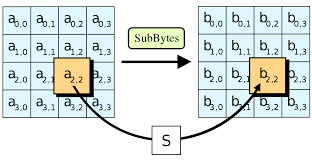 a0,0 a0,1 a0,2 a0,3
a1,0 a1,1 a1,2 a1,3
a2,0 a2,1 a2,2 a2,3
a3,0 a3,1 a3,2 a3,3
SubBytes
b0,0 b0,1 b0,2 b0,3
b1,0 b1,1 b1,2 b1,3
b2,0 b2,1 b2,2 b2,3
b3,0 b3,1 b3,2 b3,3
S